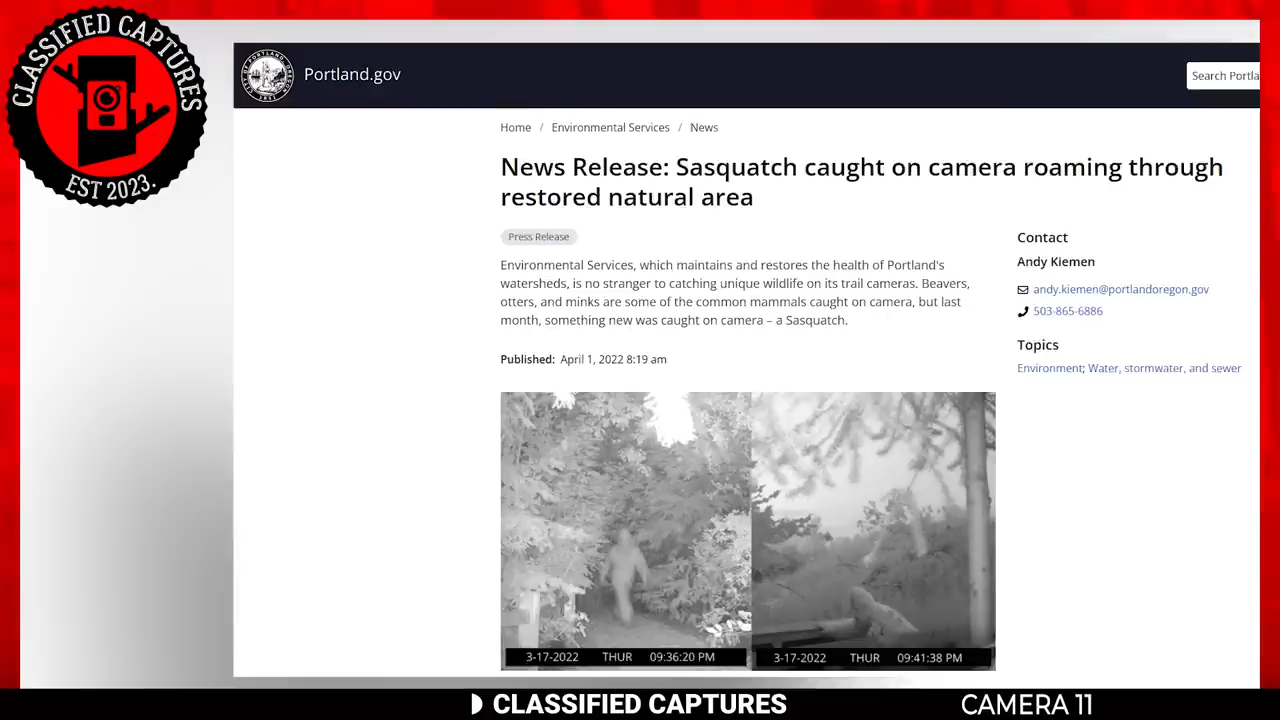 CLASSIFIED CAPTURES
EST 2023.
Portland.gov
Search Portla
Home / Environmental Services / News
News Release: Sasquatch caught on camera roaming through
restored natural area
Press Release
Environmental Services, which maintains and restores the health of Portland's
watersheds, is no stranger to catching unique wildlife on its trail cameras. Beavers,
otters, and minks are some of the common mammals caught on camera, but last
month, something new was caught on camera – a Sasquatch.
Published: April 1, 2022 8:19 am
Contact
Andy Kiemen
andy.kiemen@portlandoregon.gov
503-865-6886
Topics
Environment; Water, stormwater, and sewer
3-17-2022 THUR 09:36:20 PM
3-17-2022 THUR 09:41:38 PM
CLASSIFIED CAPTURES
CAMERA 11